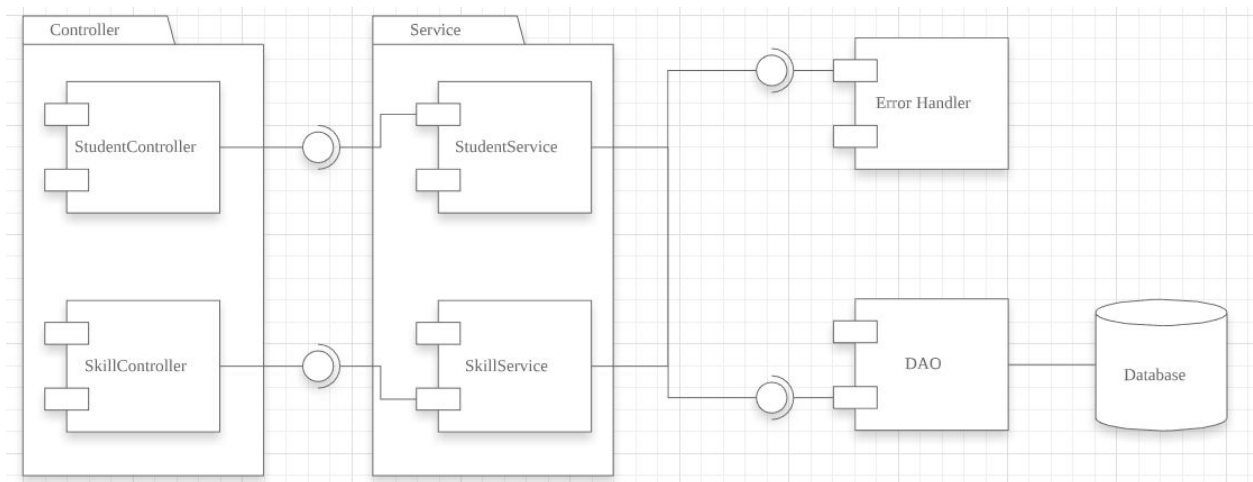 Controller
Service
StudentController
StudentService
Error Handler
SkillController
SkillService
DAO
Database